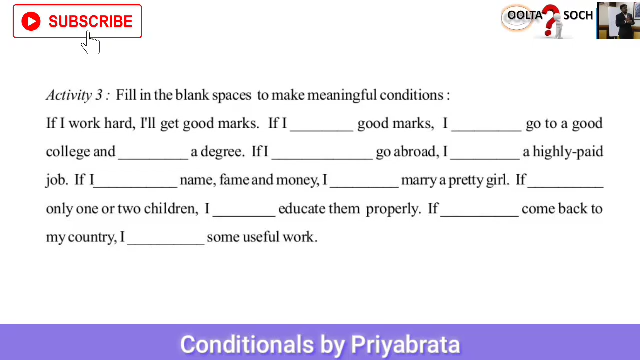 SUBSCRIBE
OOLTA ? SOCH
Activity 3 : Fill in the blank spaces to make meaningful conditions :
If I work hard, I'll get good marks. If I ________ good marks, I _________ go to a good
college and _________ a degree. If I _____________ go abroad, I _________ a highly-paid
job. If I___________ name, fame and money, I _________ marry a pretty girl. If __________
only one or two children, I ________ educate them properly. If __________ come back to
my country, I __________ some useful work.
Conditionals by Priyabrata